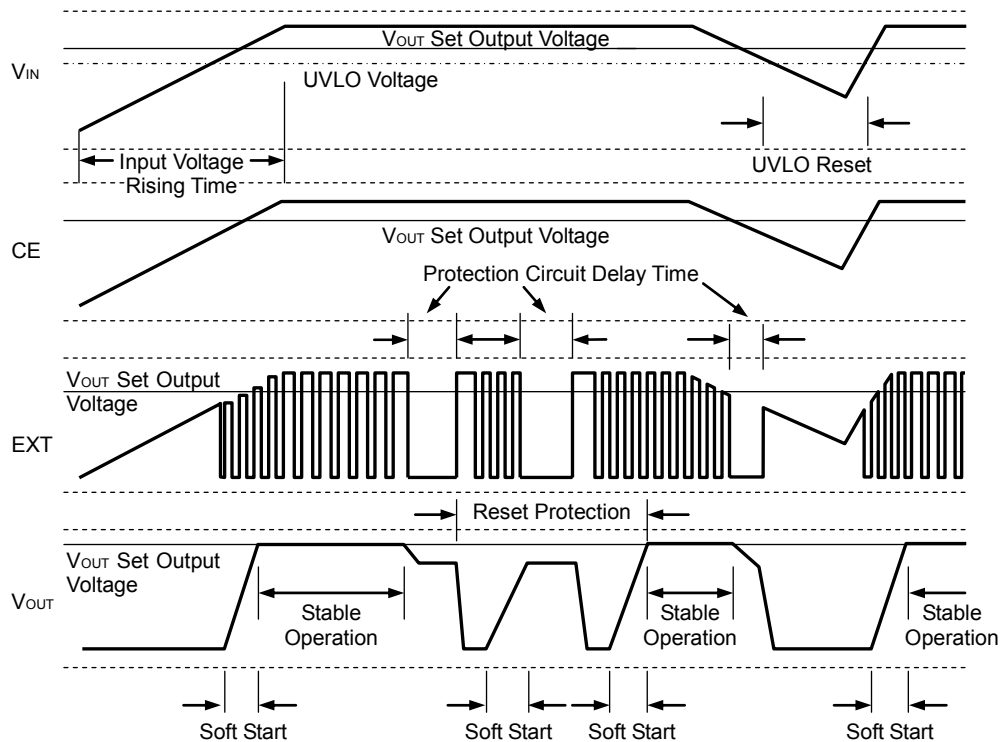 VOUT Set Output Voltage
VIN
UVLO Voltage
Input Voltage
Rising Time
UVLO Reset
VOUT Set Output Voltage
CE
Protection Circuit Delay Time
VOUT Set Output
Voltage
EXT
Reset Protection
VOUT Set Output
Voltage
VOUT
Stable
Operation
Stable
Operation
Stable
Operation
Soft Start
Soft Start
Soft Start
Soft Start